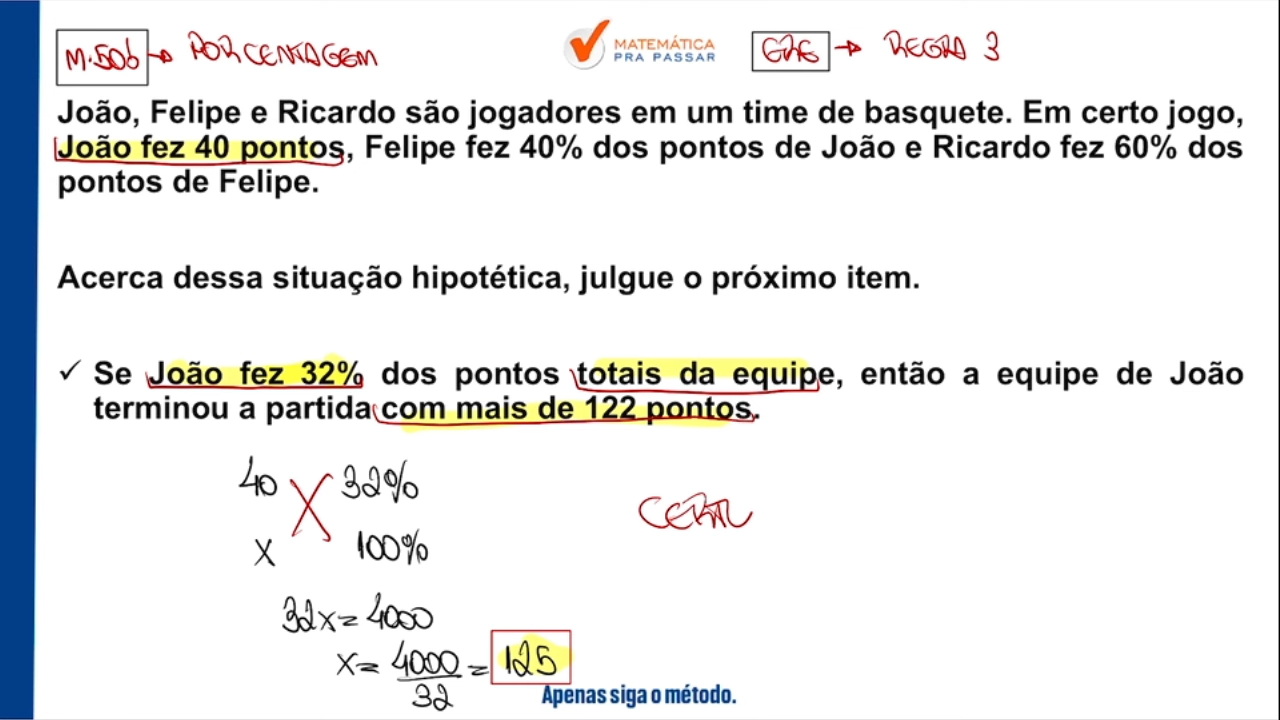 M.506 → PORCENTAGEM
MATEMÁTICA
PRA PASSAR
→ REGRA 3
João, Felipe e Ricardo são jogadores em um time de basquete. Em certo jogo,
João fez 40 pontos, Felipe fez 40% dos pontos de João e Ricardo fez 60% dos
pontos de Felipe.
Acerca dessa situação hipotética, julgue o próximo item.
✓ Se João fez 32% dos pontos totais da equipe, então a equipe de João
terminou a partida com mais de 122 pontos.
40 32%
x 100%
CERTO
32x = 4000
x = 4000/32 = 125
Apenas siga o método.